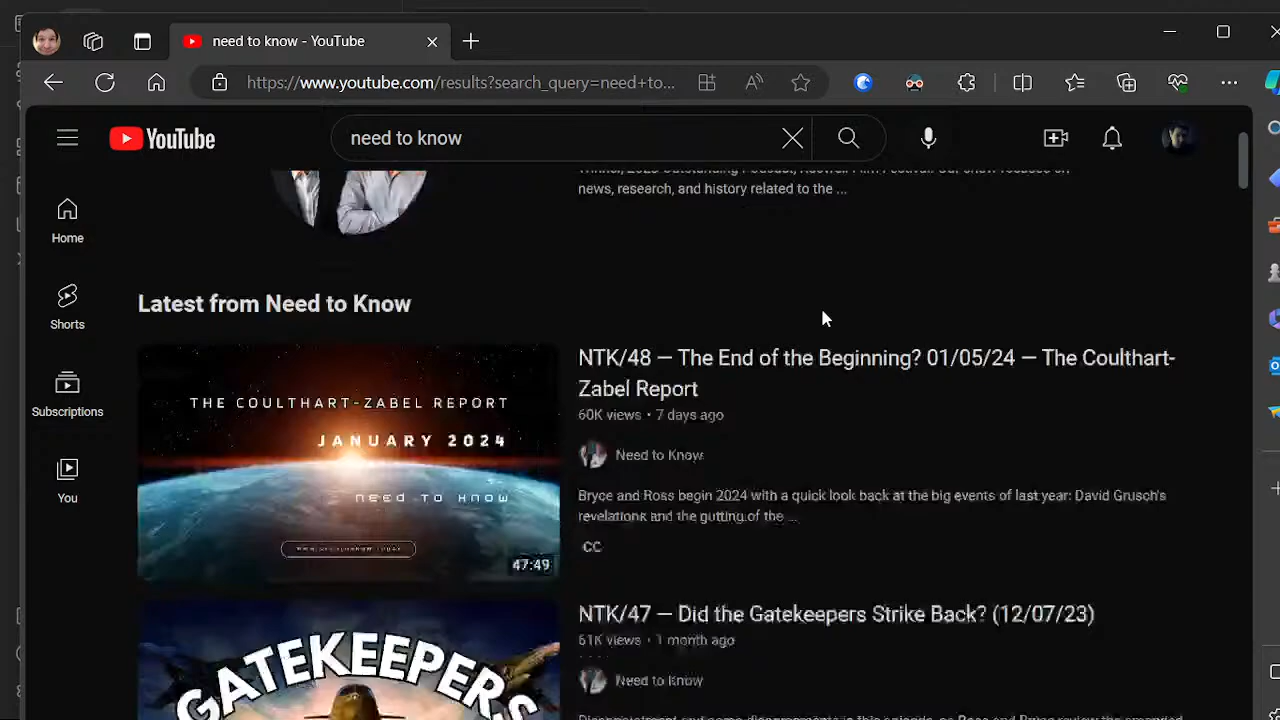 need to know - YouTube
https://www.youtube.com/results?search_query=need+to...
YouTube
need to know
Home
Shorts
Subscriptions
You
news, research, and history related to the ...
Latest from Need to Know
THE COULTHART-ZABEL REPORT
JANUARY 2024
NEED TO KNOW
47:49
NTK/48 — The End of the Beginning? 01/05/24 — The Coulthart-
Zabel Report
60K views • 7 days ago
Need to Know
Bryce and Ross begin 2024 with a quick look back at the big events of last year: David Grusch's
revelations and the gutting of the ...
CC
GATEKEEPERS
NTK/47 — Did the Gatekeepers Strike Back? (12/07/23)
61K views • 1 month ago
Need to Know